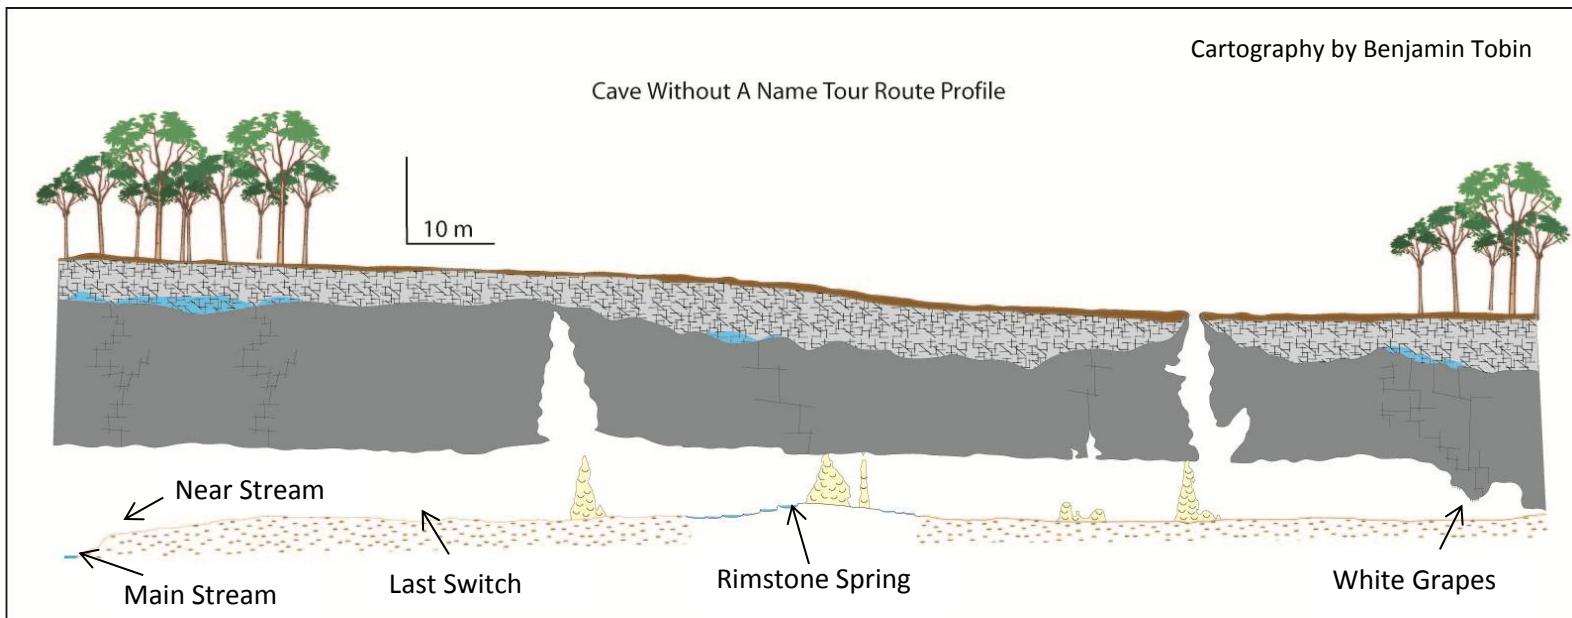 Cartography by Benjamin Tobin
Cave Without A Name Tour Route Profile
10 m
Near Stream
Main Stream
Last Switch
Rimstone Spring
White Grapes